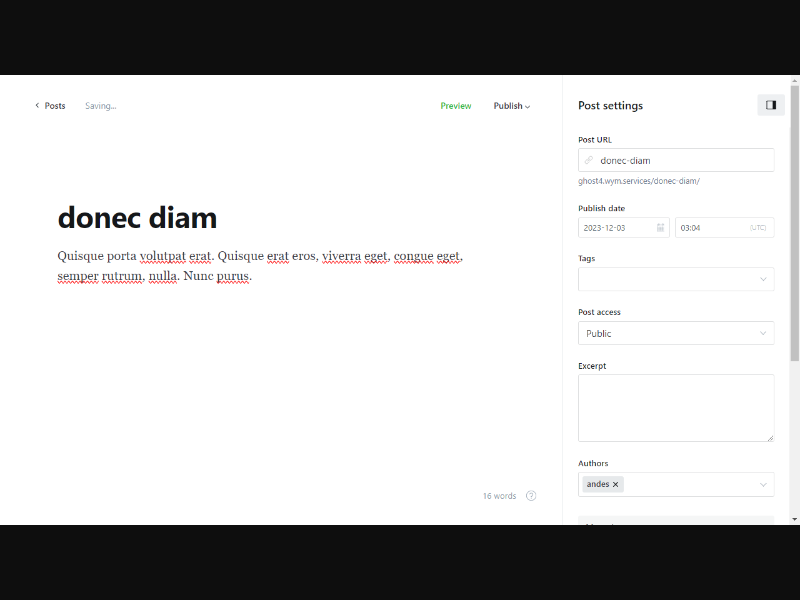 Posts
Saving...
Preview
Publish
donec diam
Quisque porta volutpat erat. Quisque erat eros, viverra eget, congue eget,
semper rutrum, nulla. Nunc purus.
16 words
?
Post settings
Post URL
donec-diam
ghost4.wym.services/donec-diam/
Publish date
2023-12-03
03:04
(UTC)
Tags
Post access
Public
Excerpt
Authors
andes ×